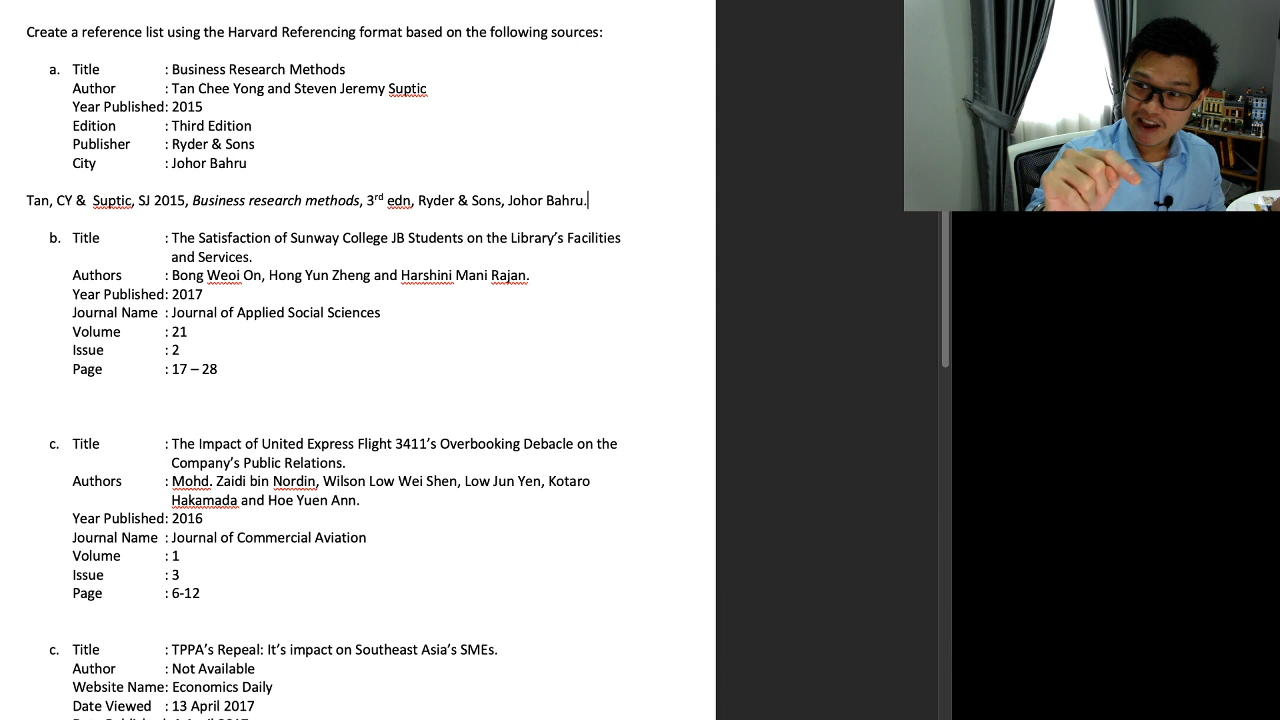 Create a reference list using the Harvard Referencing format based on the following sources:
a. Title : Business Research Methods
Author : Tan Chee Yong and Steven Jeremy Suptic
Year Published: 2015
Edition : Third Edition
Publisher : Ryder & Sons
City : Johor Bahru
Tan, CY & Suptic, SJ 2015, Business research methods, 3rd edn, Ryder & Sons, Johor Bahru.
b. Title : The Satisfaction of Sunway College JB Students on the Library's Facilities
and Services.
Authors : Bong Weoi On, Hong Yun Zheng and Harshini Mani Rajan.
Year Published: 2017
Journal Name : Journal of Applied Social Sciences
Volume : 21
Issue : 2
Page : 17 – 28
c. Title : The Impact of United Express Flight 3411's Overbooking Debacle on the
Company's Public Relations.
Authors : Mohd. Zaidi bin Nordin, Wilson Low Wei Shen, Low Jun Yen, Kotaro
Hakamada and Hoe Yuen Ann.
Year Published: 2016
Journal Name : Journal of Commercial Aviation
Volume : 1
Issue : 3
Page : 6-12
c. Title : TPPA's Repeal: It's impact on Southeast Asia's SMEs.
Author : Not Available
Website Name: Economics Daily
Date Viewed : 13 April 2017